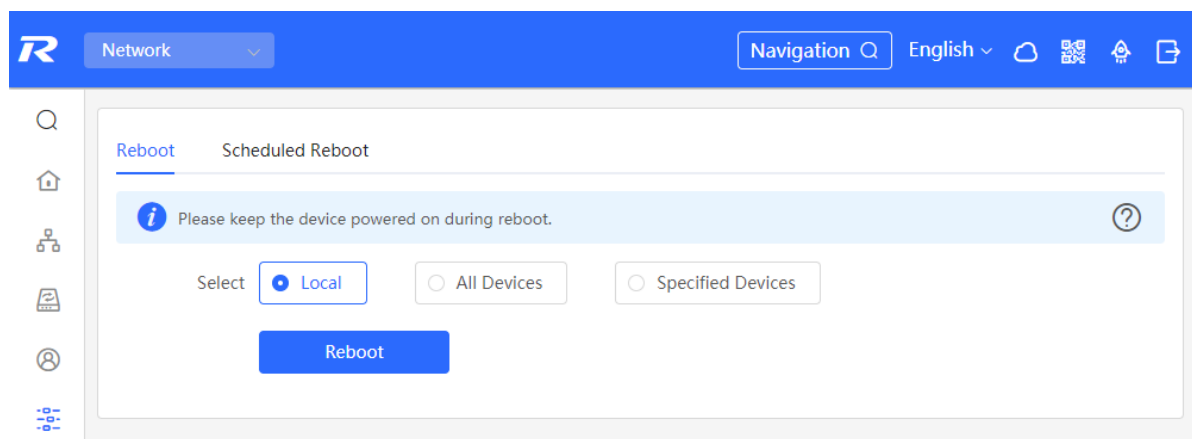 R Network Navigation English
Reboot Scheduled Reboot
i Please keep the device powered on during reboot. ?
Select Local All Devices Specified Devices
Reboot